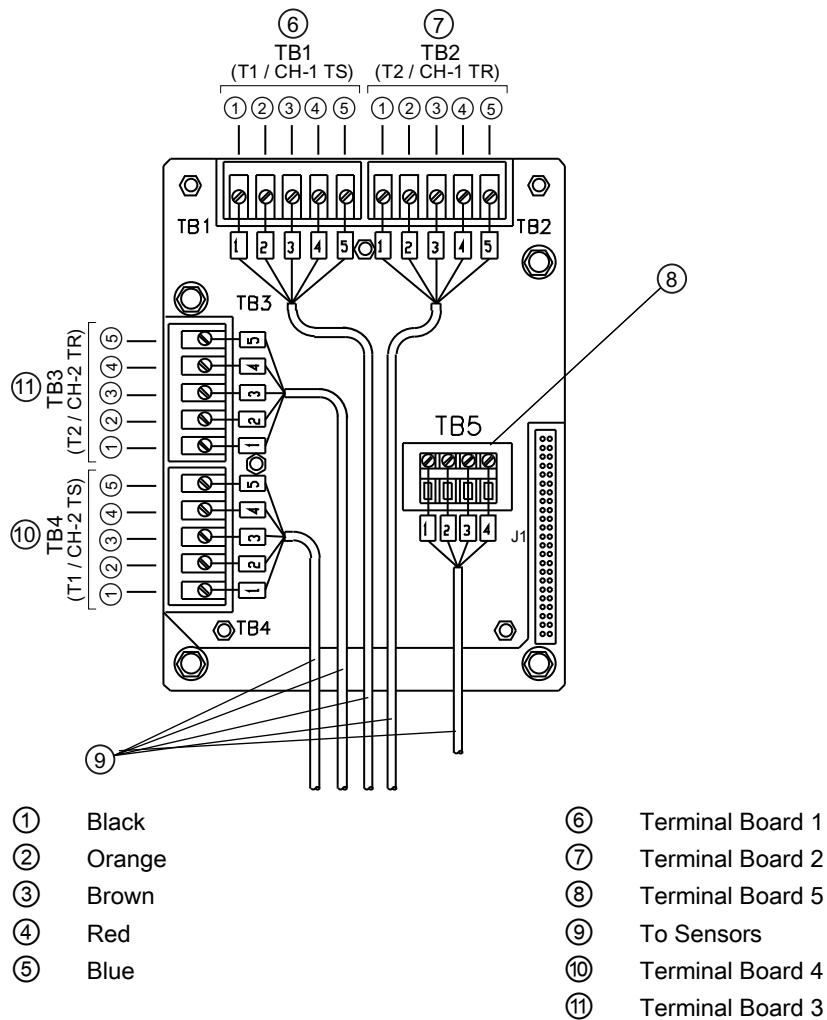 ⑥ ⑦
TB1 TB2
(T1 / CH-1 TS) (T2 / CH-1 TR)
① ② ③ ④ ⑤ ① ② ③ ④ ⑤
TB1 TB2
1 2 3 4 5 1 2 3 4 5
⑧
TB3
⑪ TB3
(T2 / CH-2 TR)
⑤ 5
④ 4
③ 3
② 2
① 1
TB5
1 2 3 4
J1
⑩ TB4
(T1 / CH-2 TS)
⑤ 5
④ 4
③ 3
② 2
① 1
TB4
⑨
① Black
② Orange
③ Brown
④ Red
⑤ Blue
⑥ Terminal Board 1
⑦ Terminal Board 2
⑧ Terminal Board 5
⑨ To Sensors
⑩ Terminal Board 4
⑪ Terminal Board 3